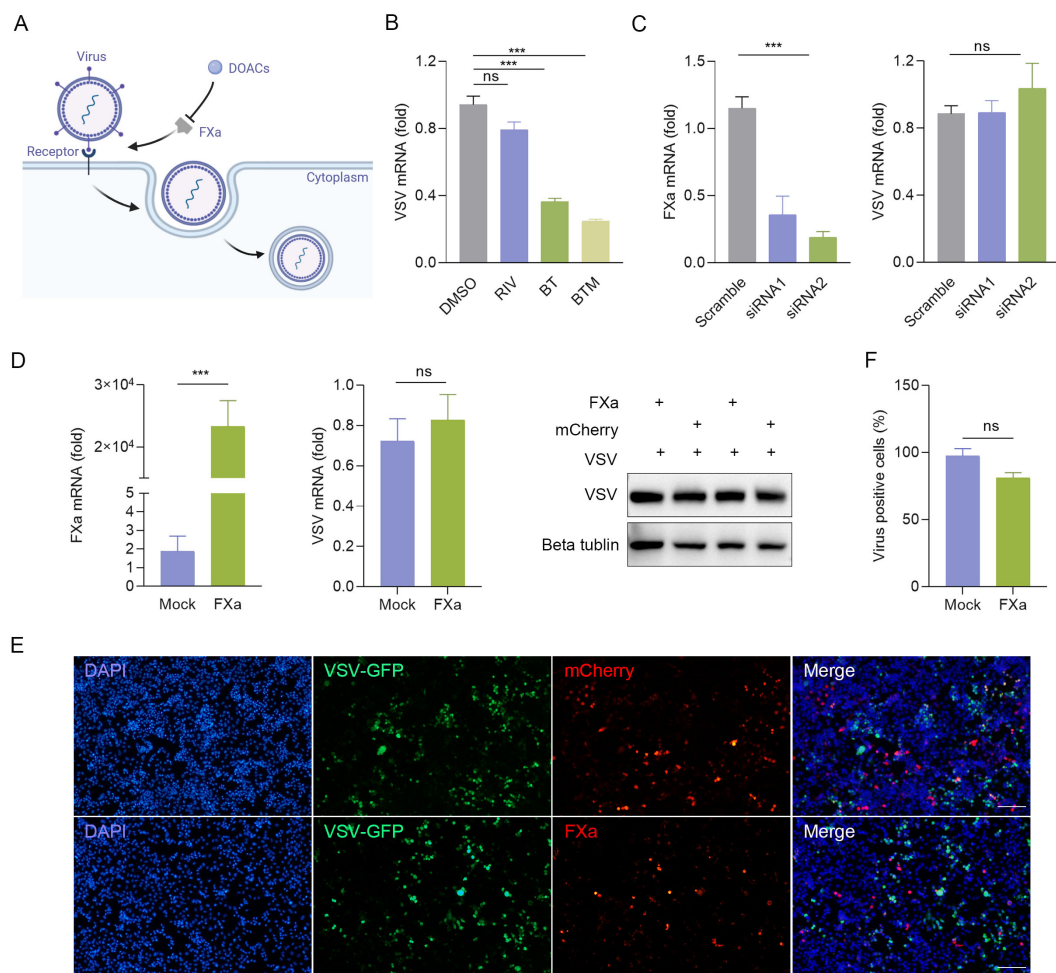 A
Virus
DOACs
FXa
Receptor
Cytoplasm
B
VSV mRNA (fold)
1.2
0.8
0.4
0.0
***
***
ns
DMSO
RIV
BT
BTM
C
FXa mRNA (fold)
1.5
1.0
0.5
0.0
***
Scramble
siRNA1
siRNA2
VSV mRNA (fold)
1.2
0.8
0.4
0.0
ns
Scramble
siRNA1
siRNA2
D
FXa mRNA (fold)
3×10⁴
2×10⁴
5
4
3
2
1
0
***
Mock
FXa
VSV mRNA (fold)
1.0
0.8
0.6
0.4
0.2
0.0
ns
Mock
FXa
FXa + +
mCherry + +
VSV + + + +
VSV
Beta tublin
F
Virus positive cells (%)
150
100
50
0
ns
Mock
FXa
E
DAPI VSV-GFP mCherry Merge
DAPI VSV-GFP FXa Merge